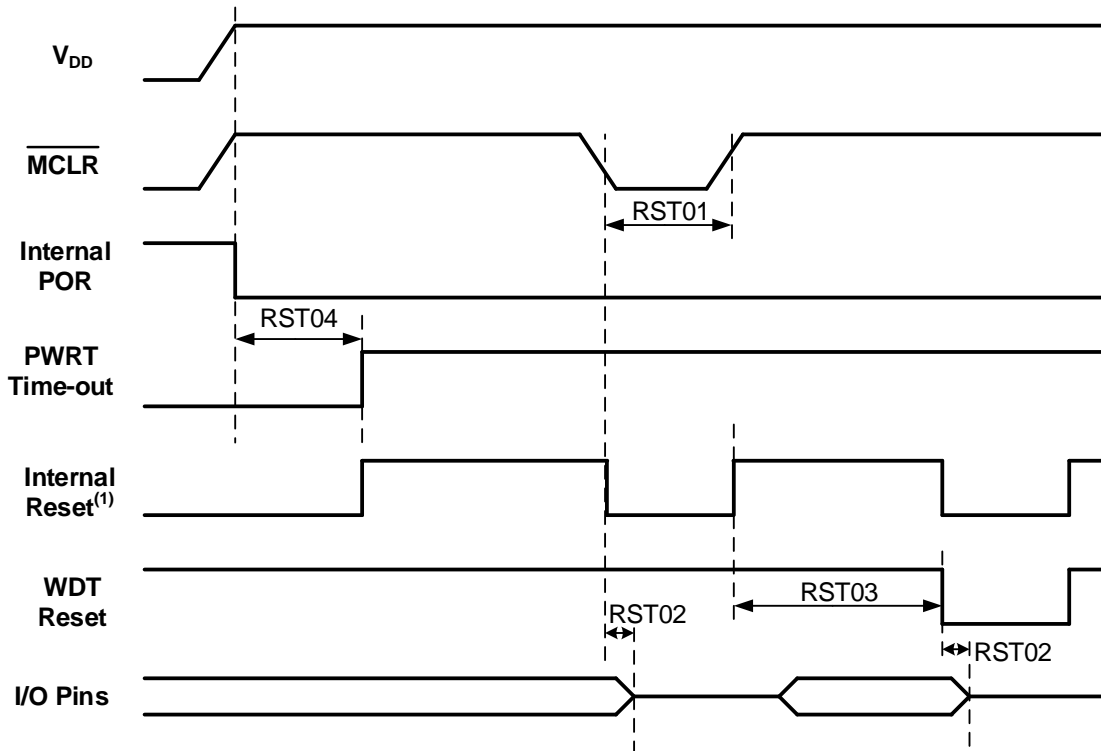 VDD
MCLR
RST01
Internal
POR
RST04
PWRT
Time-out
Internal
Reset(1)
WDT
Reset
RST03
RST02
RST02
I/O Pins